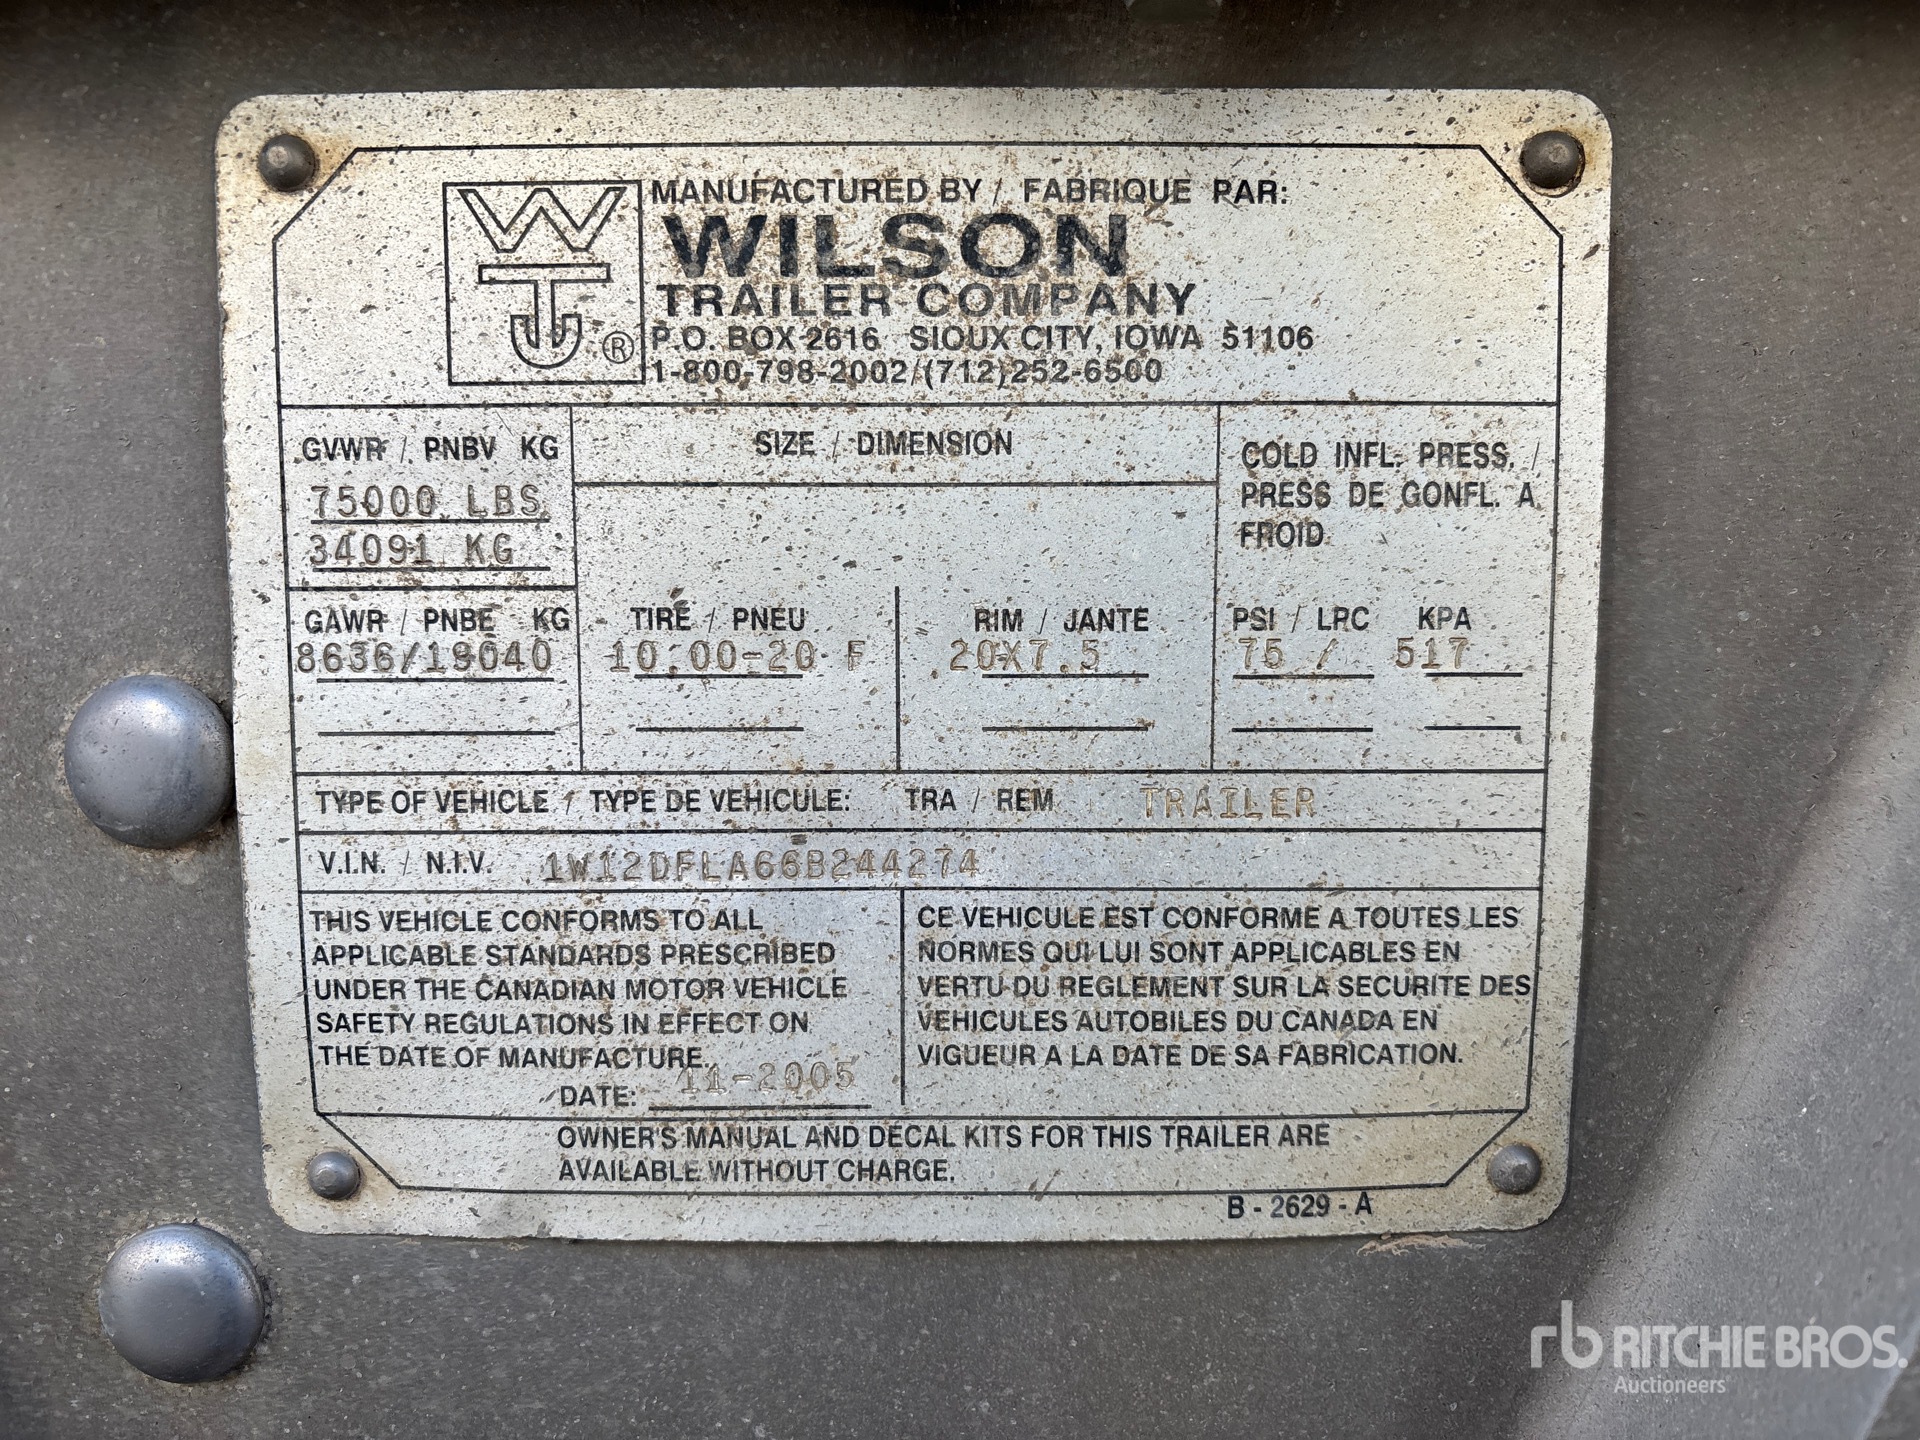 MANUFACTURED BY / FABRIQUE PAR:
WILSON
TRAILER COMPANY
P.O. BOX 2616 SIOUX CITY, IOWA 51106
1-800-798-2002/(712)252-6500
WTJ ®
GVWR / PNBV KG
75000 LBS
34091 KG
SIZE / DIMENSION
COLD INFL. PRESS. /
PRESS DE GONFL. A
FROID
GAWR / PNBE KG
8636/19040
TIRE / PNEU
10.00-20 F
RIM / JANTE
20X7.5
PSI / LPC KPA
75 / 517
TYPE OF VEHICLE / TYPE DE VEHICULE: TRA / REM TRAILER
V.I.N. / N.I.V. 1W12DFLA66B244274
THIS VEHICLE CONFORMS TO ALL
APPLICABLE STANDARDS PRESCRIBED
UNDER THE CANADIAN MOTOR VEHICLE
SAFETY REGULATIONS IN EFFECT ON
THE DATE OF MANUFACTURE.
DATE: 11-2005
CE VEHICULE EST CONFORME A TOUTES LES
NORMES QUI LUI SONT APPLICABLES EN
VERTU DU REGLEMENT SUR LA SECURITE DES
VEHICULES AUTOBILES DU CANADA EN
VIGUEUR A LA DATE DE SA FABRICATION.
OWNER'S MANUAL AND DECAL KITS FOR THIS TRAILER ARE
AVAILABLE WITHOUT CHARGE.
B - 2629 - A
rb RITCHIE BROS.
Auctioneers